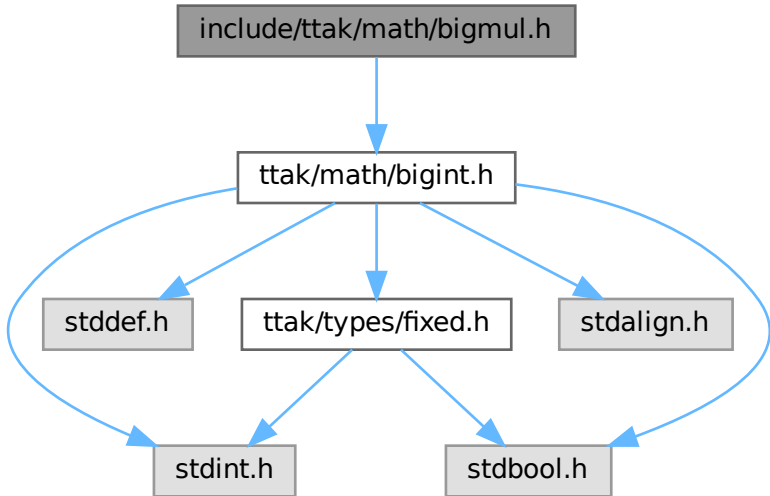 include/ttak/math/bigmul.h
ttak/math/bigint.h
stddef.h
ttak/types/fixed.h
stdalign.h
stdint.h
stdbool.h